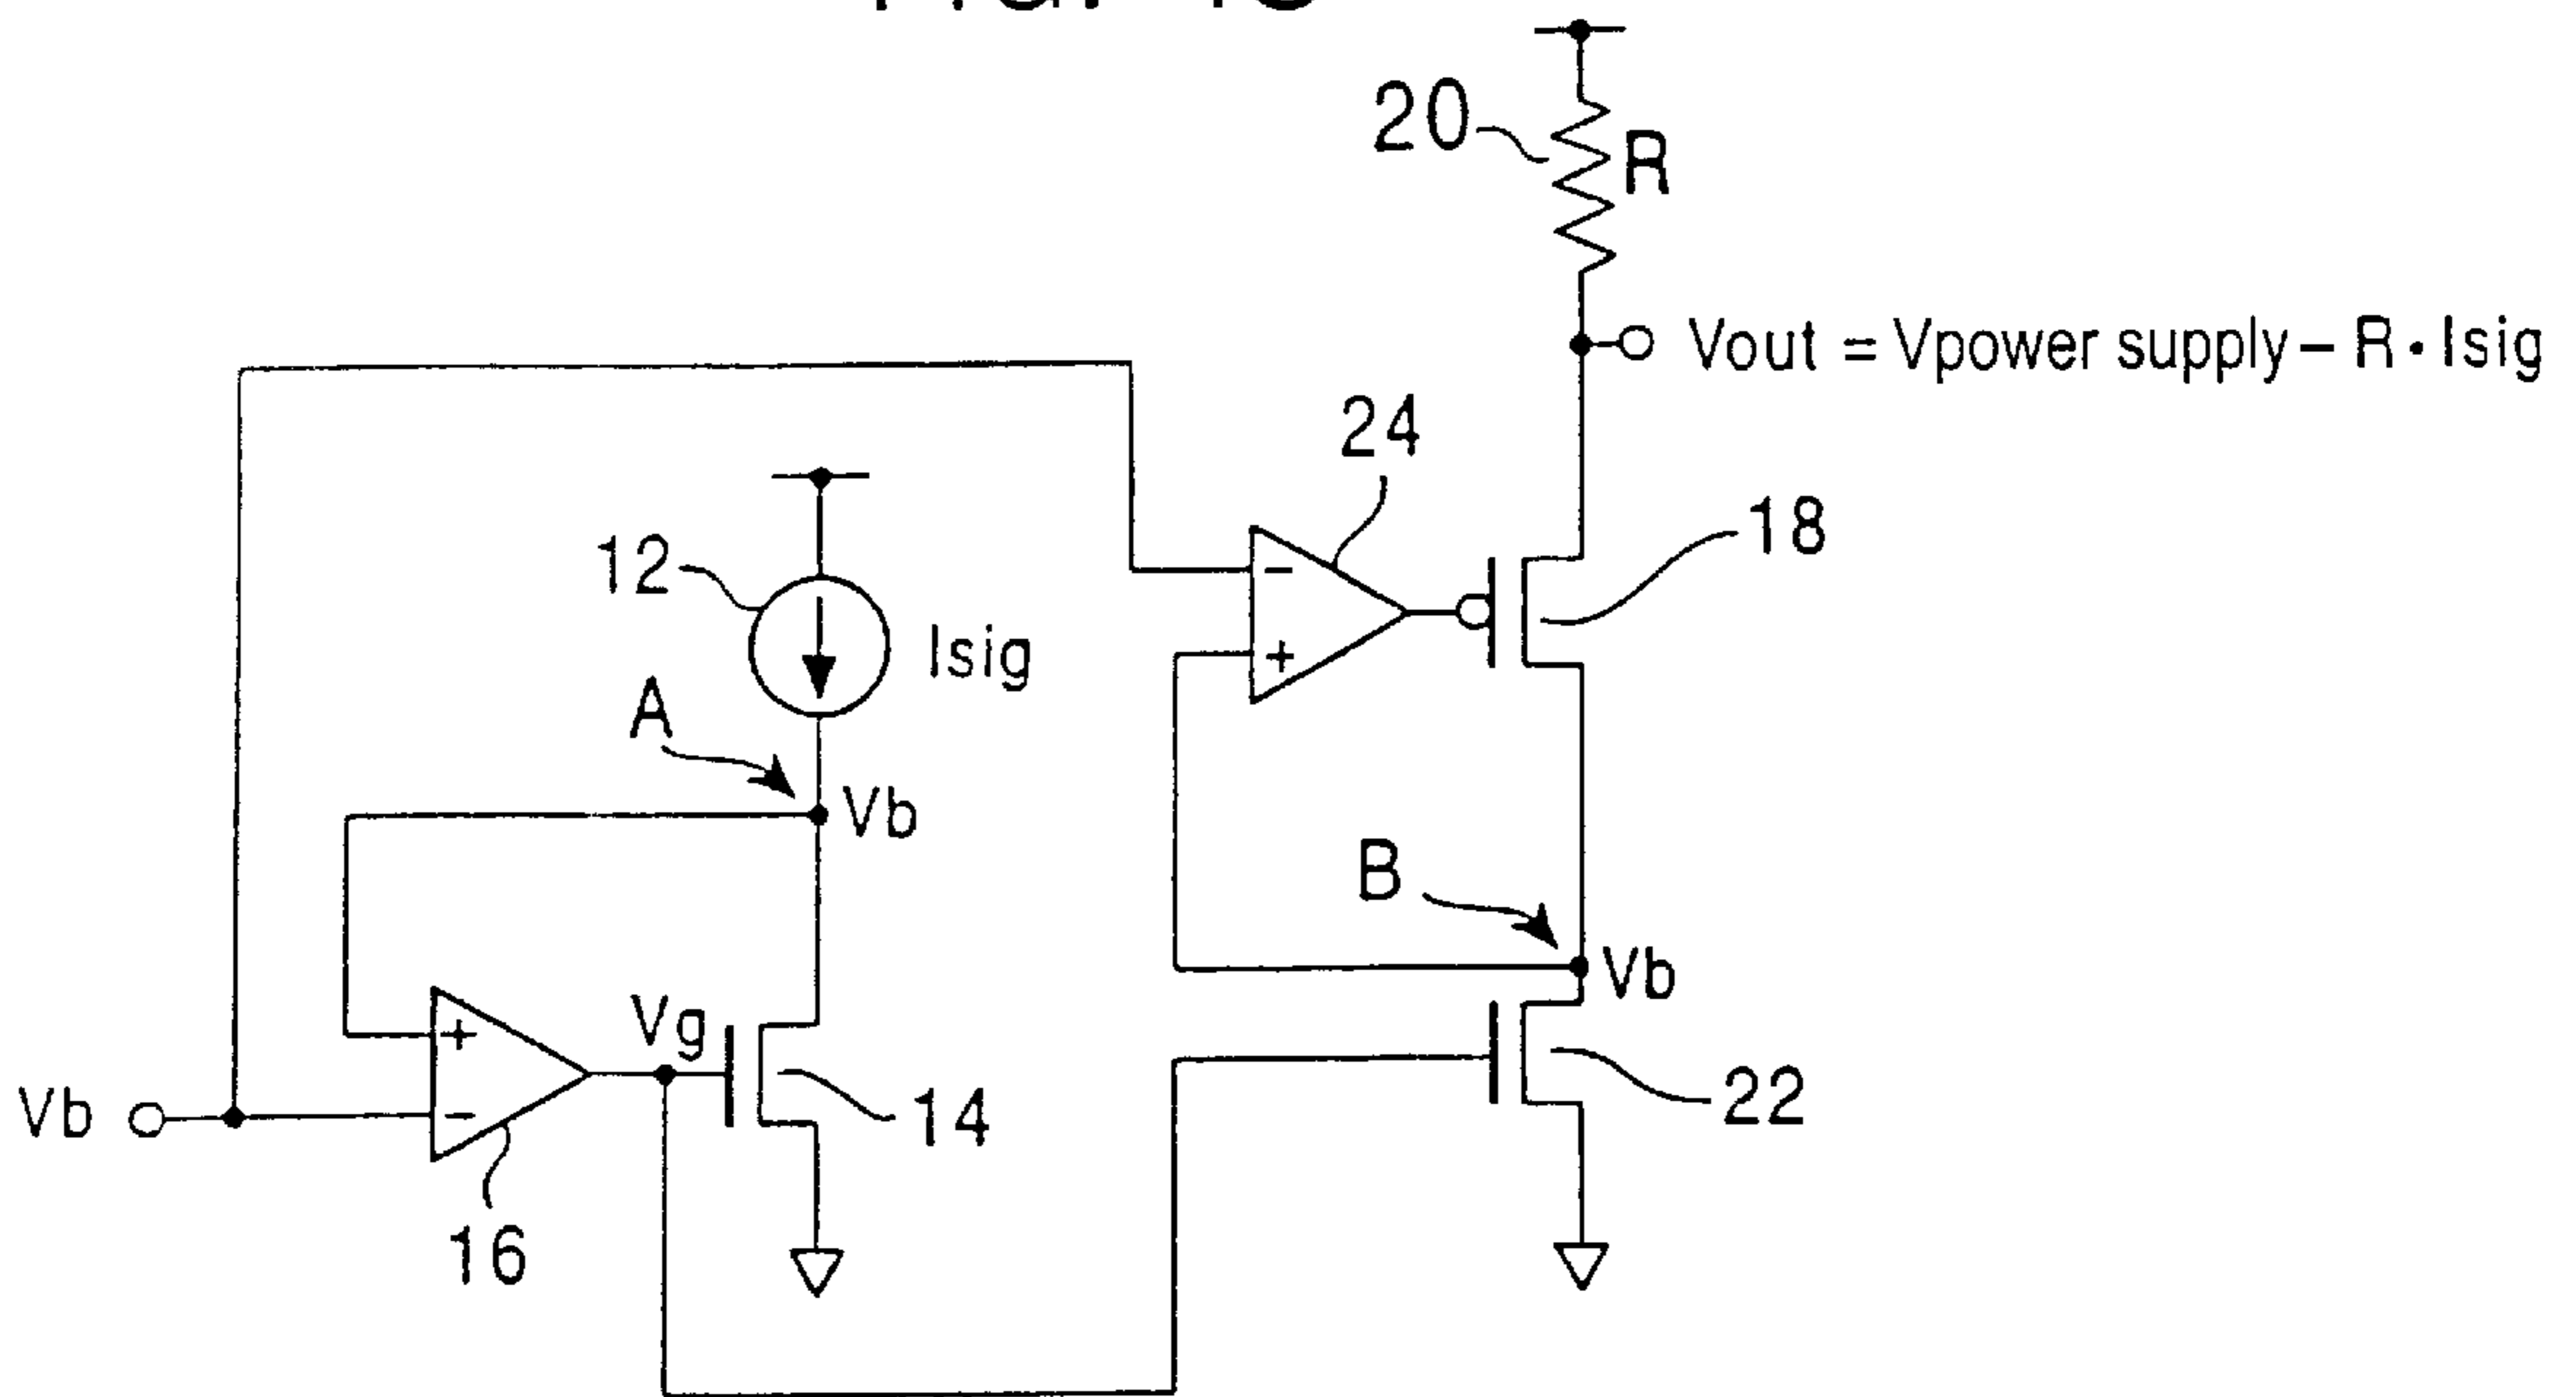 20
R
Vout = Vpower supply – R · Isig
24
18
12
Isig
A
Vb
B
Vb
Vg
+
–
+
–
14
22
Vb
16